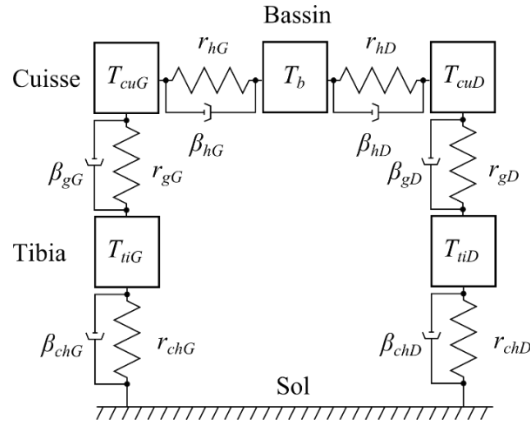 Bassin
r_hG r_hD
Cuisse T_cuG T_b T_cuD
β_hG β_hD
β_gG r_gG β_gD r_gD
Tibia T_tiG T_tiD
β_chG r_chG β_chD r_chD
Sol